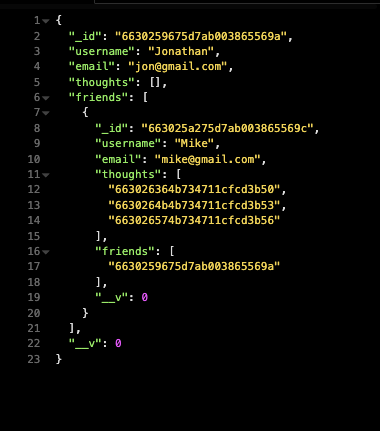 1 {
2 "_id": "6630259675d7ab003865569a",
3 "username": "Jonathan",
4 "email": "jon@gmail.com",
5 "thoughts": [],
6 "friends": [
7 {
8 "_id": "663025a275d7ab003865569c",
9 "username": "Mike",
10 "email": "mike@gmail.com",
11 "thoughts": [
12 "663026364b734711cfcd3b50",
13 "6630264b4b734711cfcd3b53",
14 "663026574b734711cfcd3b56"
15 ],
16 "friends": [
17 "6630259675d7ab003865569a"
18 ],
19 "__v": 0
20 }
21 ],
22 "__v": 0
23 }